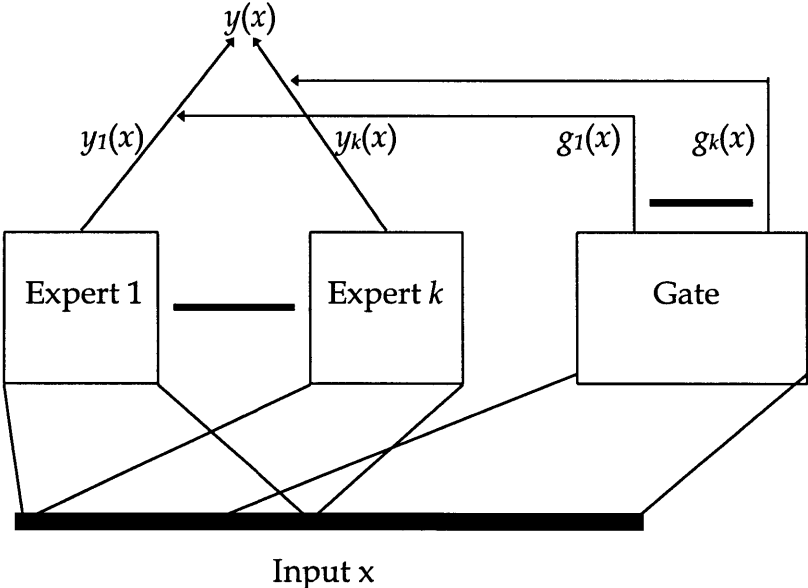 y(x)
y1(x)
yk(x)
g1(x)
gk(x)
Expert 1
Expert k
Gate
Input x